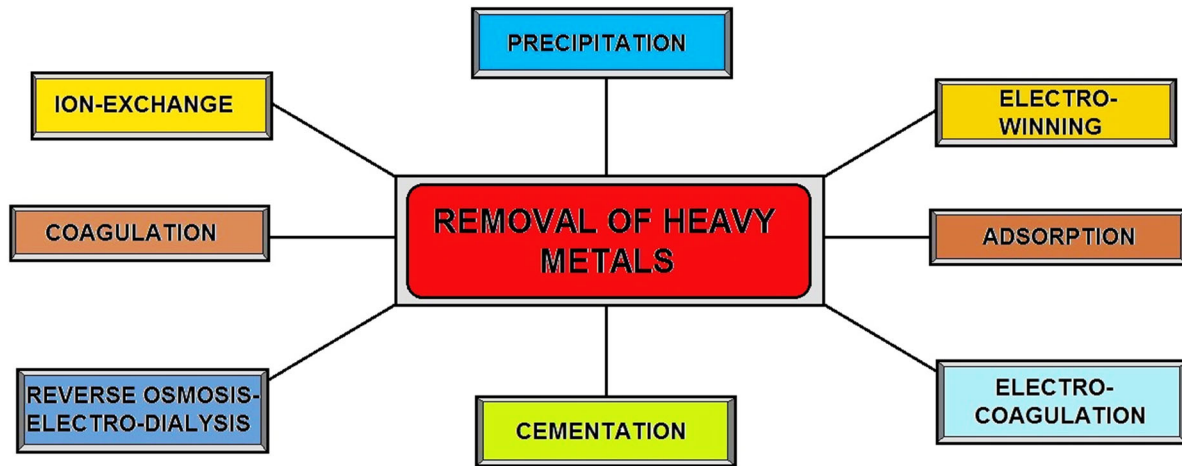 PRECIPITATION
ION-EXCHANGE
ELECTRO-
WINNING
REMOVAL OF HEAVY
METALS
COAGULATION
ADSORPTION
REVERSE OSMOSIS-
ELECTRO-DIALYSIS
CEMENTATION
ELECTRO-
COAGULATION